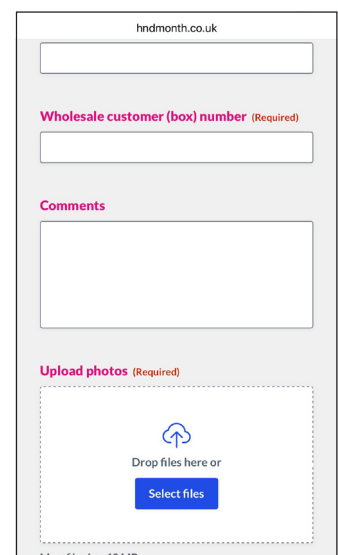 hndmonth.co.uk
Wholesale customer (box) number (Required)
Comments
Upload photos (Required)
Drop files here or
Select files